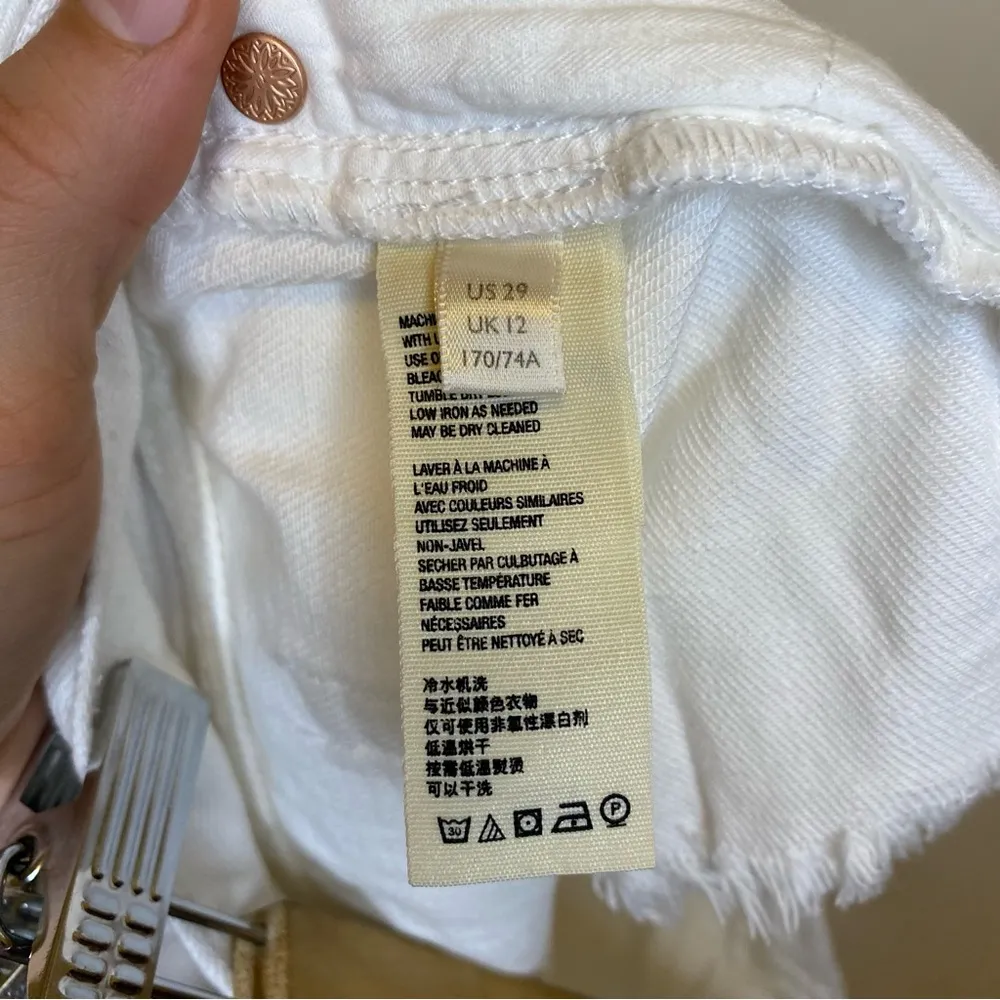 US 29
UK 12
170/74A
MACHI
WITH
USE O
BLEAC
TUMBLE DRY
LOW IRON AS NEEDED
MAY BE DRY CLEANED
LAVER À LA MACHINE À
L'EAU FROID
AVEC COULEURS SIMILAIRES
UTILISEZ SEULEMENT
NON-JAVEL
SECHER PAR CULBUTAGE À
BASSE TEMPÉRATURE
FAIBLE COMME FER
NÉCESSAIRES
PEUT ÊTRE NETTOYÉ À SEC
冷水机洗
与近似颜色衣物
仅可使用非氯性漂白剂
低温烘干
按需低温熨烫
可以干洗
30
P